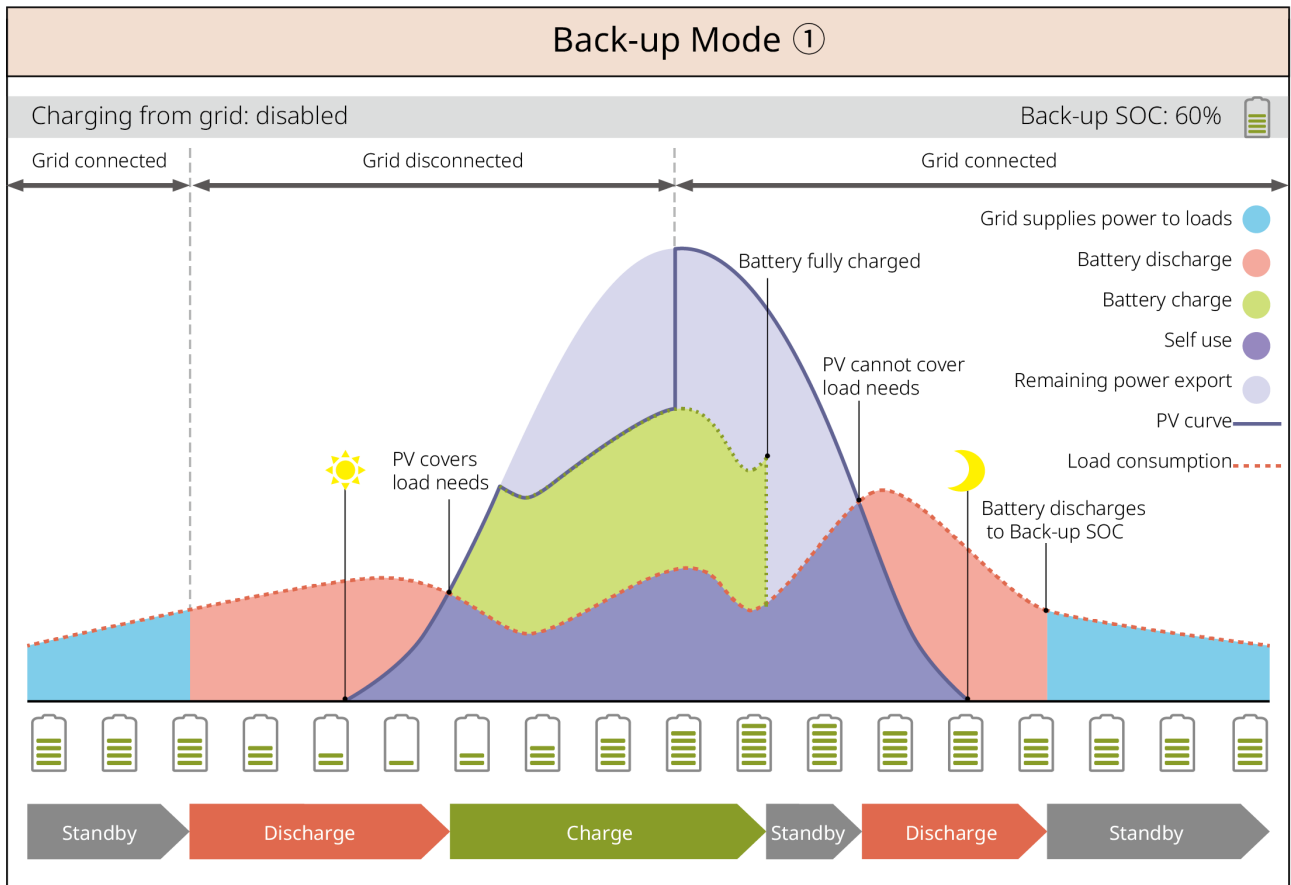 Back-up Mode ①
Charging from grid: disabled
Back-up SOC: 60%
Grid connected
Grid disconnected
Grid connected
Grid supplies power to loads
Battery discharge
Battery charge
Self use
Remaining power export
PV curve
Load consumption
Battery fully charged
PV cannot cover
load needs
PV covers
load needs
Battery discharges
to Back-up SOC
Standby
Discharge
Charge
Standby
Discharge
Standby